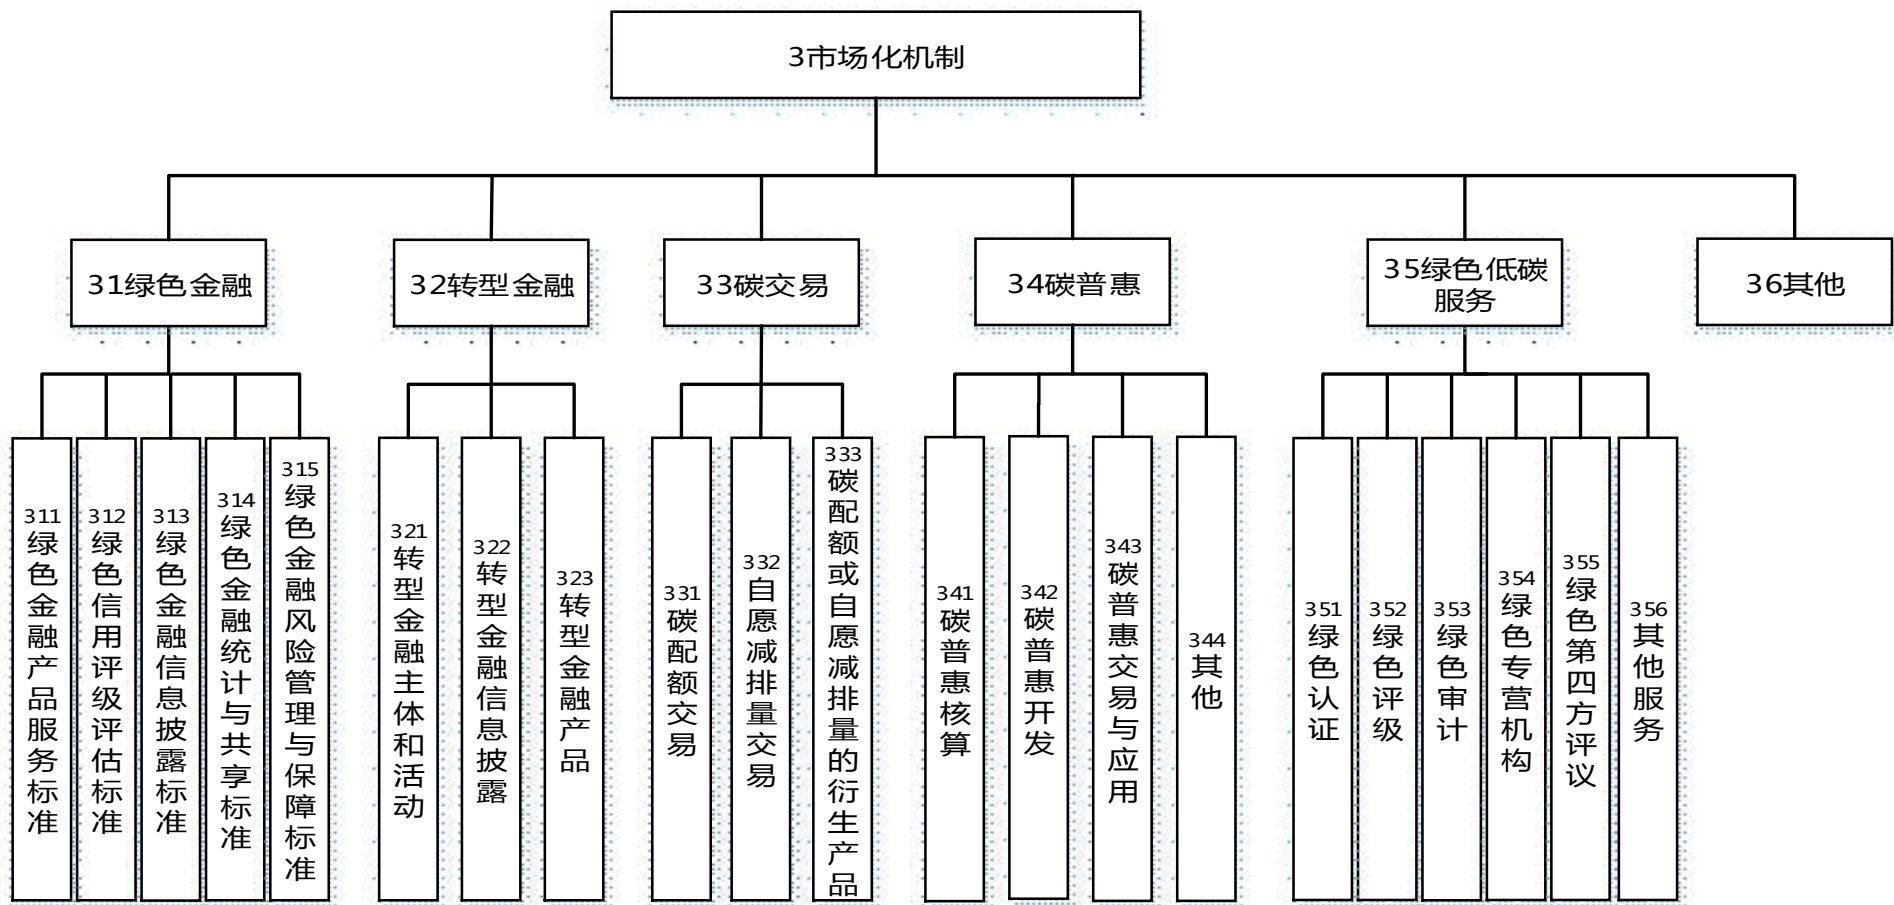 3市场化机制
31绿色金融
32转型金融
33碳交易
34碳普惠
35绿色低碳
服务
36其他
311绿色金融产品服务标准
312绿色信用评级评估标准
313绿色金融信息披露标准
314绿色金融统计与共享标准
315绿色金融风险管理与保障标准
321转型金融主体和活动
322转型金融信息披露
323转型金融产品
331碳配额交易
332自愿减排量交易
333碳配额或自愿减排量的衍生产品
341碳普惠核算
342碳普惠开发
343碳普惠交易与应用
344其他
351绿色认证
352绿色评级
353绿色审计
354绿色专营机构
355绿色第四方评议
356其他服务